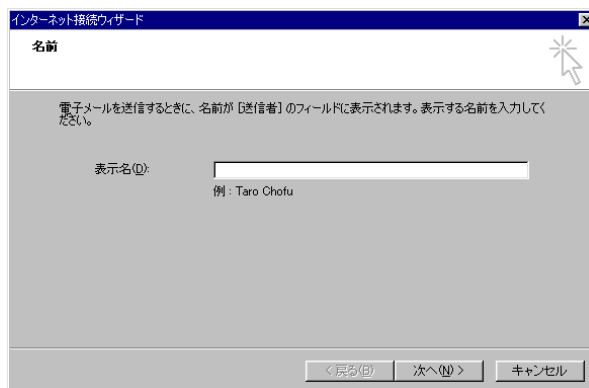 インターネット接続ウィザード
名前
電子メールを送信するときに、名前が [送信者] のフィールドに表示されます。表示する名前を入力してく
ださい。
表示名(D):
例 : Taro Chofu
< 戻る(B) 次へ(N) > キャンセル